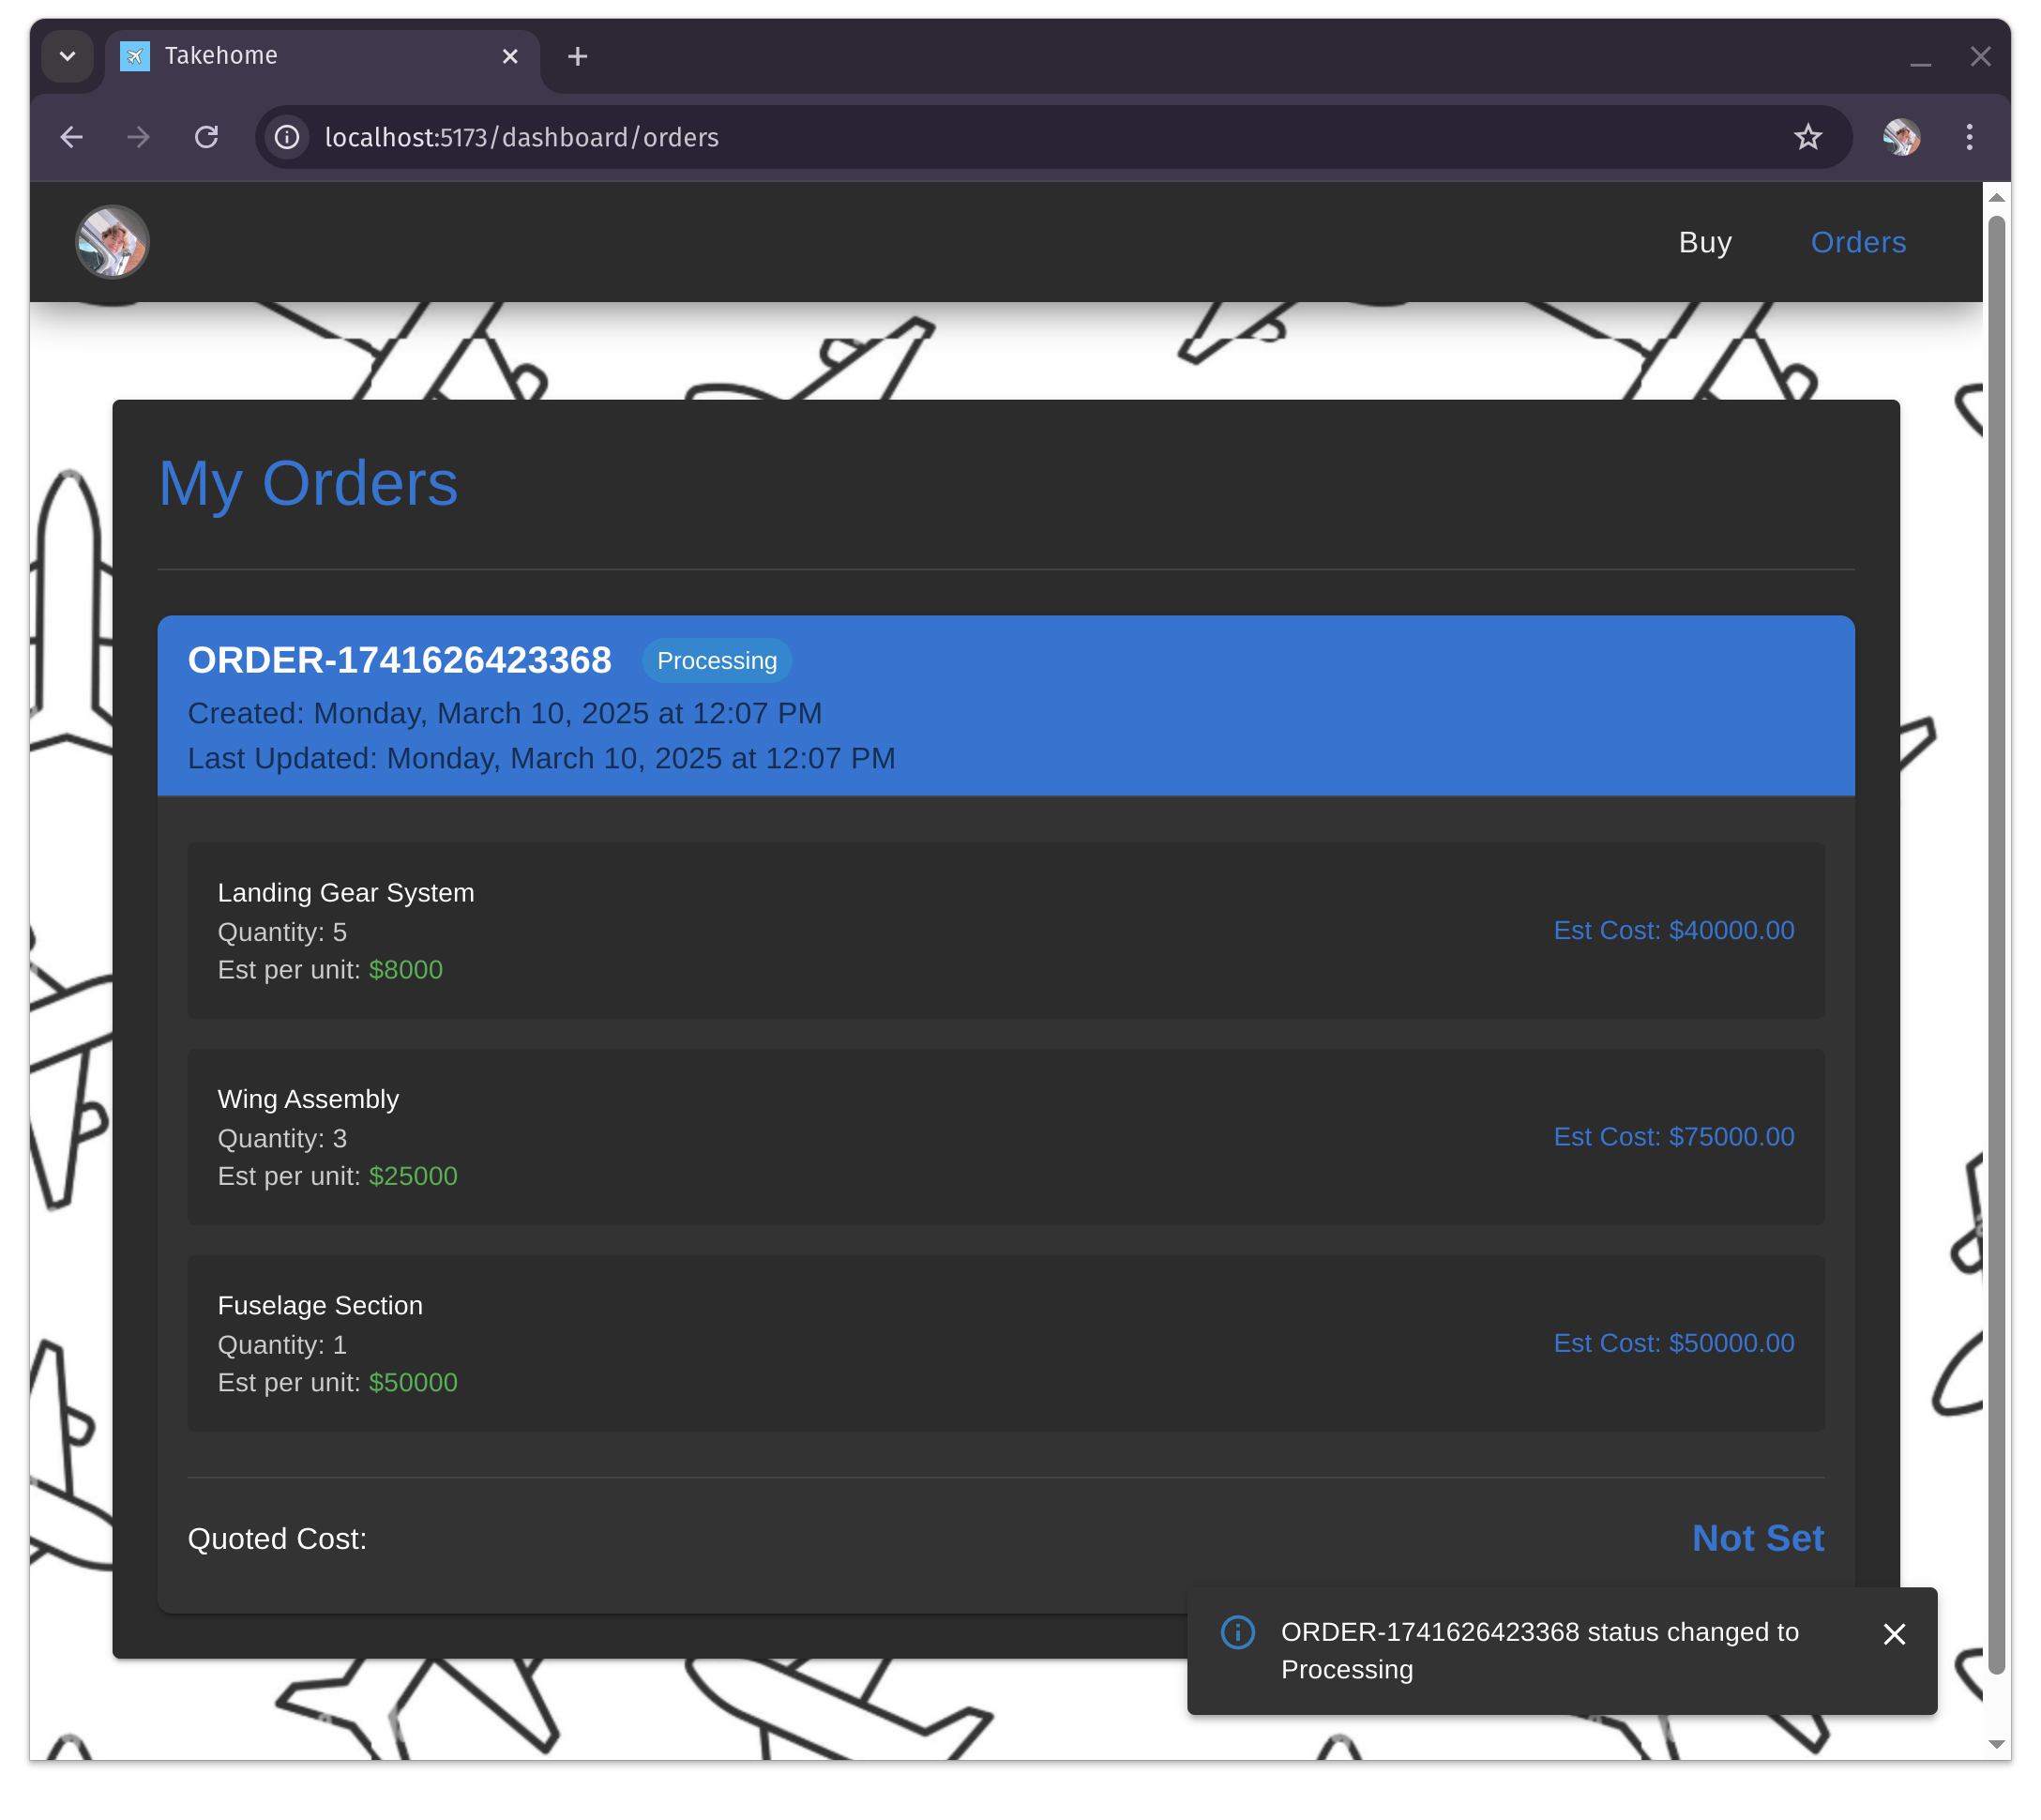 Takehome
localhost:5173/dashboard/orders
Buy
Orders
My Orders
ORDER-1741626423368
Processing
Created: Monday, March 10, 2025 at 12:07 PM
Last Updated: Monday, March 10, 2025 at 12:07 PM
Landing Gear System
Quantity: 5
Est per unit: $8000
Est Cost: $40000.00
Wing Assembly
Quantity: 3
Est per unit: $25000
Est Cost: $75000.00
Fuselage Section
Quantity: 1
Est per unit: $50000
Est Cost: $50000.00
Quoted Cost:
Not Set
ORDER-1741626423368 status changed to
Processing